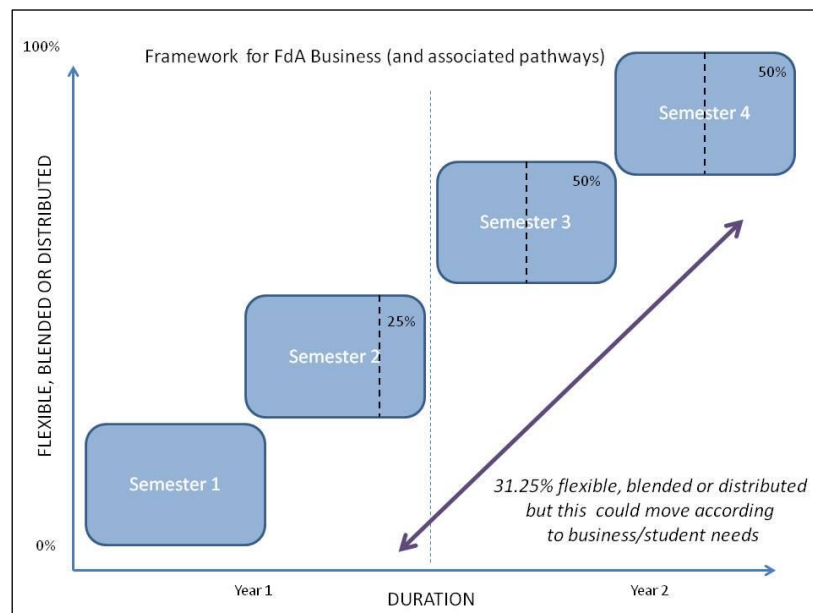 100%
Framework for FdA Business (and associated pathways)
50%
Semester 4
50%
Semester 3
25%
Semester 2
Semester 1
FLEXIBLE, BLENDED OR DISTRIBUTED
31.25% flexible, blended or distributed
but this could move according
to business/student needs
0%
Year 1
Year 2
DURATION